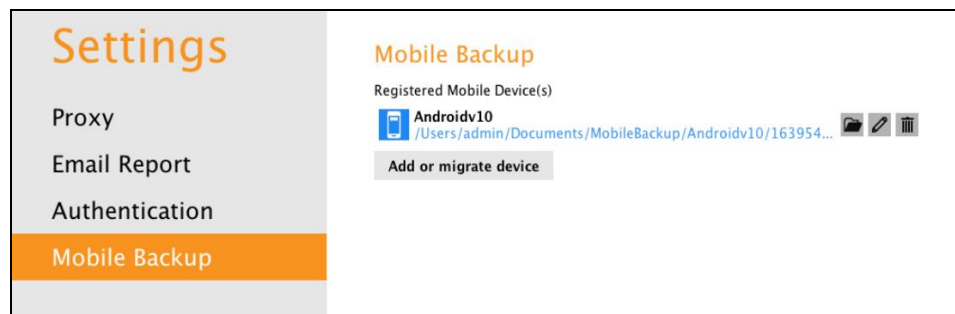 Settings
Proxy
Email Report
Authentication
Mobile Backup
Mobile Backup
Registered Mobile Device(s)
Androidv10
/Users/admin/Documents/MobileBackup/Androidv10/163954...
Add or migrate device